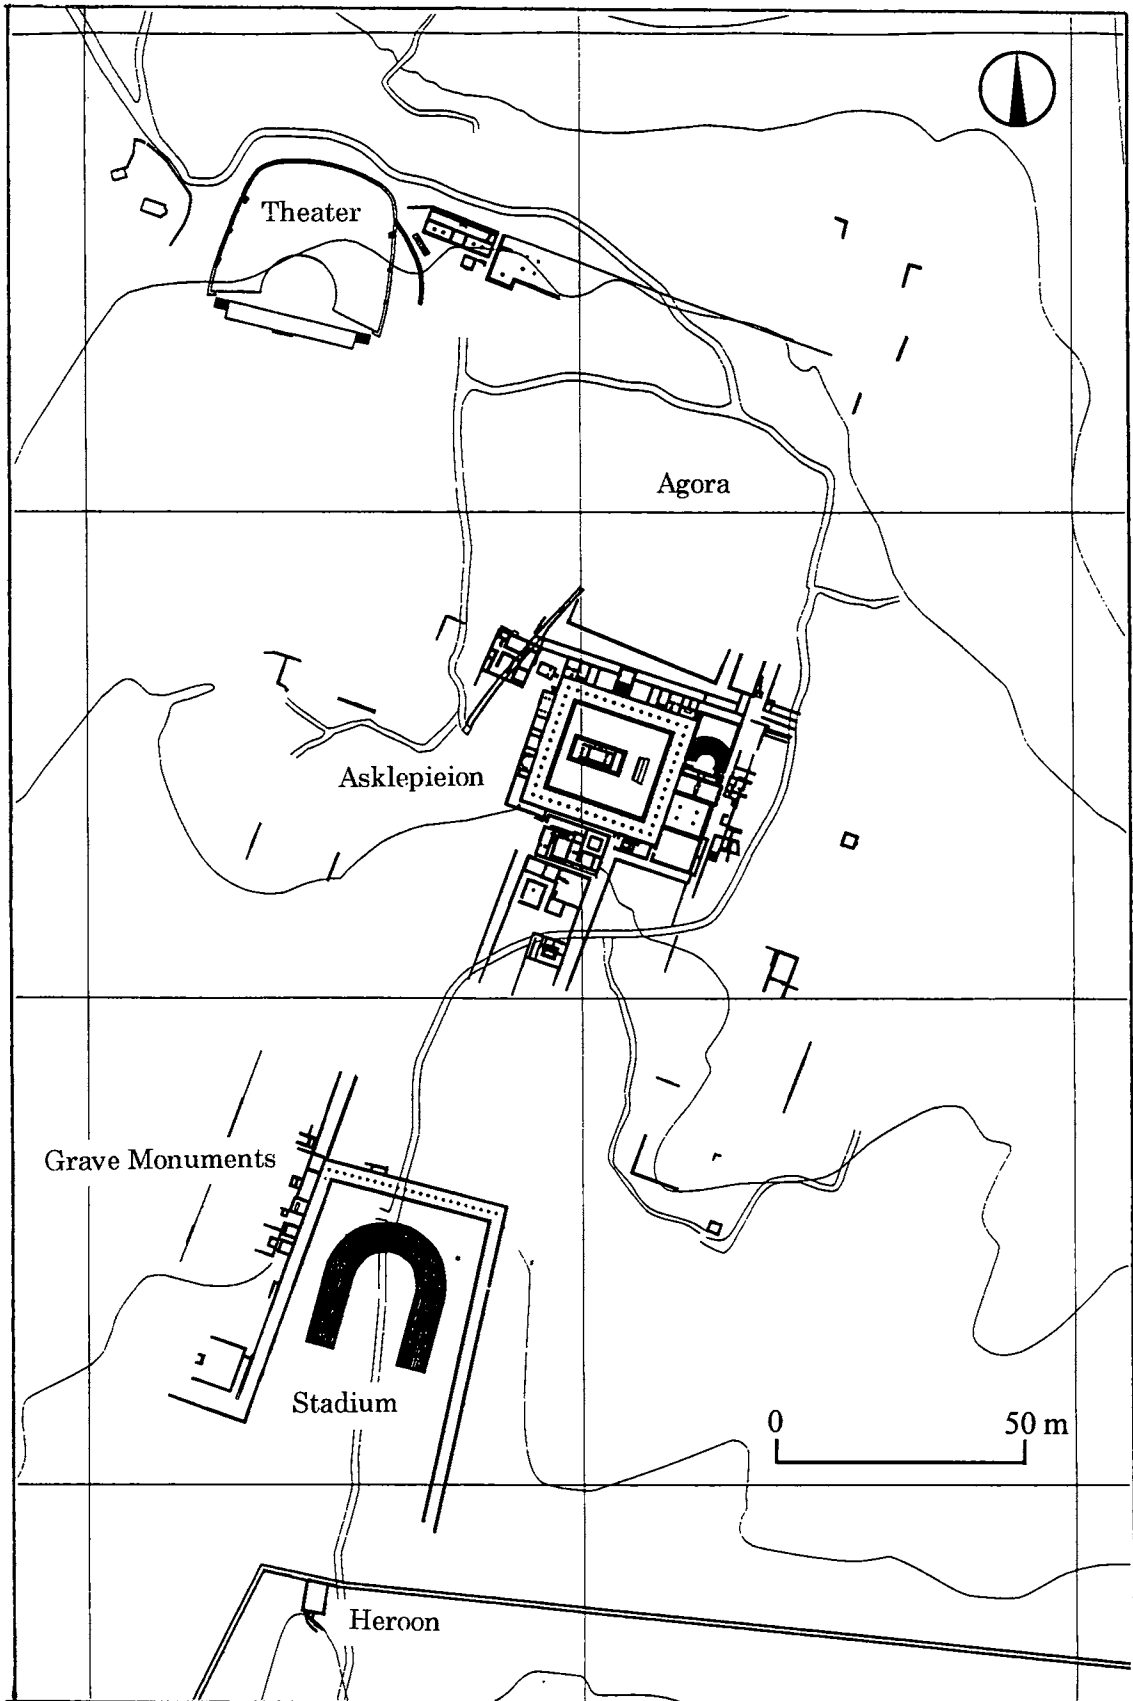 Theater
Agora
Asklepieion
Grave Monuments
Stadium
0 50 m
Heroon